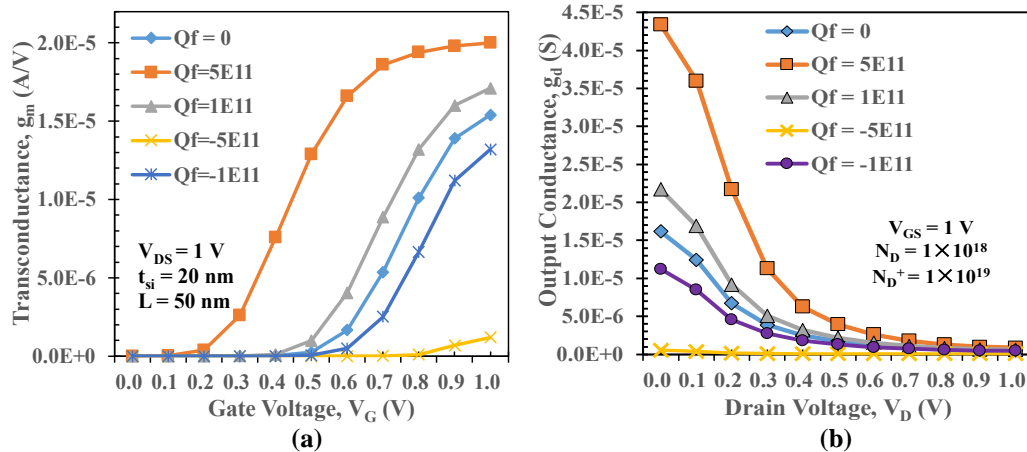 Transconductance, gm (A/V)
2.0E-5
1.5E-5
1.0E-5
5.0E-6
0.0E+0
Qf = 0
Qf=5E11
Qf=1E11
Qf=-5E11
Qf=-1E11
VDS = 1 V
tsi = 20 nm
L = 50 nm
0.0 0.1 0.2 0.3 0.4 0.5 0.6 0.7 0.8 0.9 1.0
Gate Voltage, VG (V)
(a)
Output Conductance, gd (S)
4.5E-5
4.0E-5
3.5E-5
3.0E-5
2.5E-5
2.0E-5
1.5E-5
1.0E-5
5.0E-6
0.0E+0
Qf = 0
Qf = 5E11
Qf = 1E11
Qf = -5E11
Qf = -1E11
VGS = 1 V
ND = 1×10¹⁸
ND⁺ = 1×10¹⁹
0.0 0.1 0.2 0.3 0.4 0.5 0.6 0.7 0.8 0.9 1.0
Drain Voltage, VD (V)
(b)